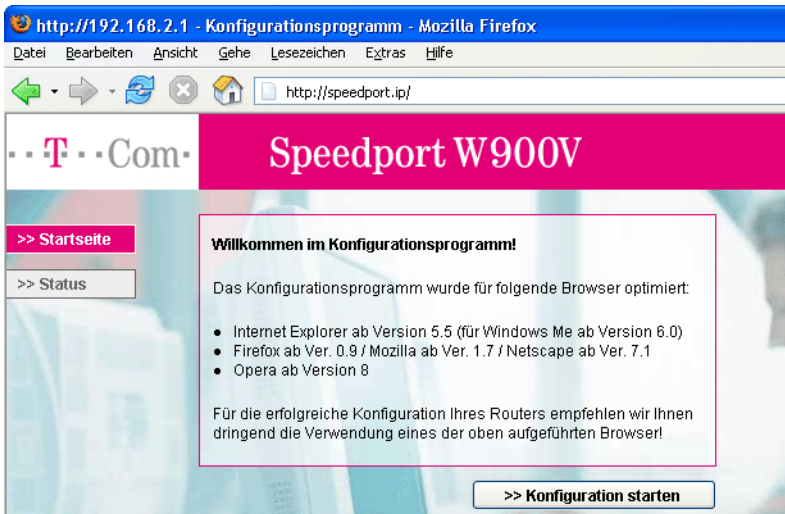 http://192.168.2.1 - Konfigurationsprogramm - Mozilla Firefox
Datei Bearbeiten Ansicht Gehe Lesezeichen Extras Hilfe
http://speedport.ip/
··T··Com·
Speedport W900V
>> Startseite
>> Status
Willkommen im Konfigurationsprogramm!
Das Konfigurationsprogramm wurde für folgende Browser optimiert:
● Internet Explorer ab Version 5.5 (für Windows Me ab Version 6.0)
● Firefox ab Ver. 0.9 / Mozilla ab Ver. 1.7 / Netscape ab Ver. 7.1
● Opera ab Version 8
Für die erfolgreiche Konfiguration Ihres Routers empfehlen wir Ihnen
dringend die Verwendung eines der oben aufgeführten Browser!
>> Konfiguration starten